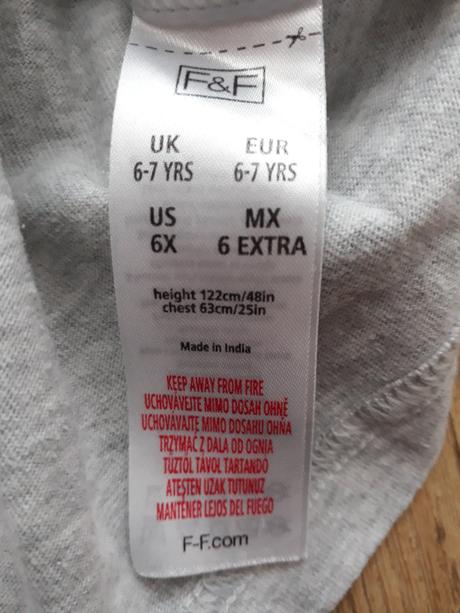 F&F
UK EUR
6-7 YRS 6-7 YRS
US MX
6X 6 EXTRA
height 122cm/48in
chest 63cm/25in
Made in India
KEEP AWAY FROM FIRE
UCHOVÁVEJTE MIMO DOSAH OHNĚ
UCHOVÁVAJTE MIMO DOSAHU OHŇA
TRZYMAĆ Z DALA OD OGNIA
TŰZTŐL TÁVOL TARTANDÓ
ATEŞTEN UZAK TUTUNUZ
MANTENER LEJOS DEL FUEGO
F-F.com